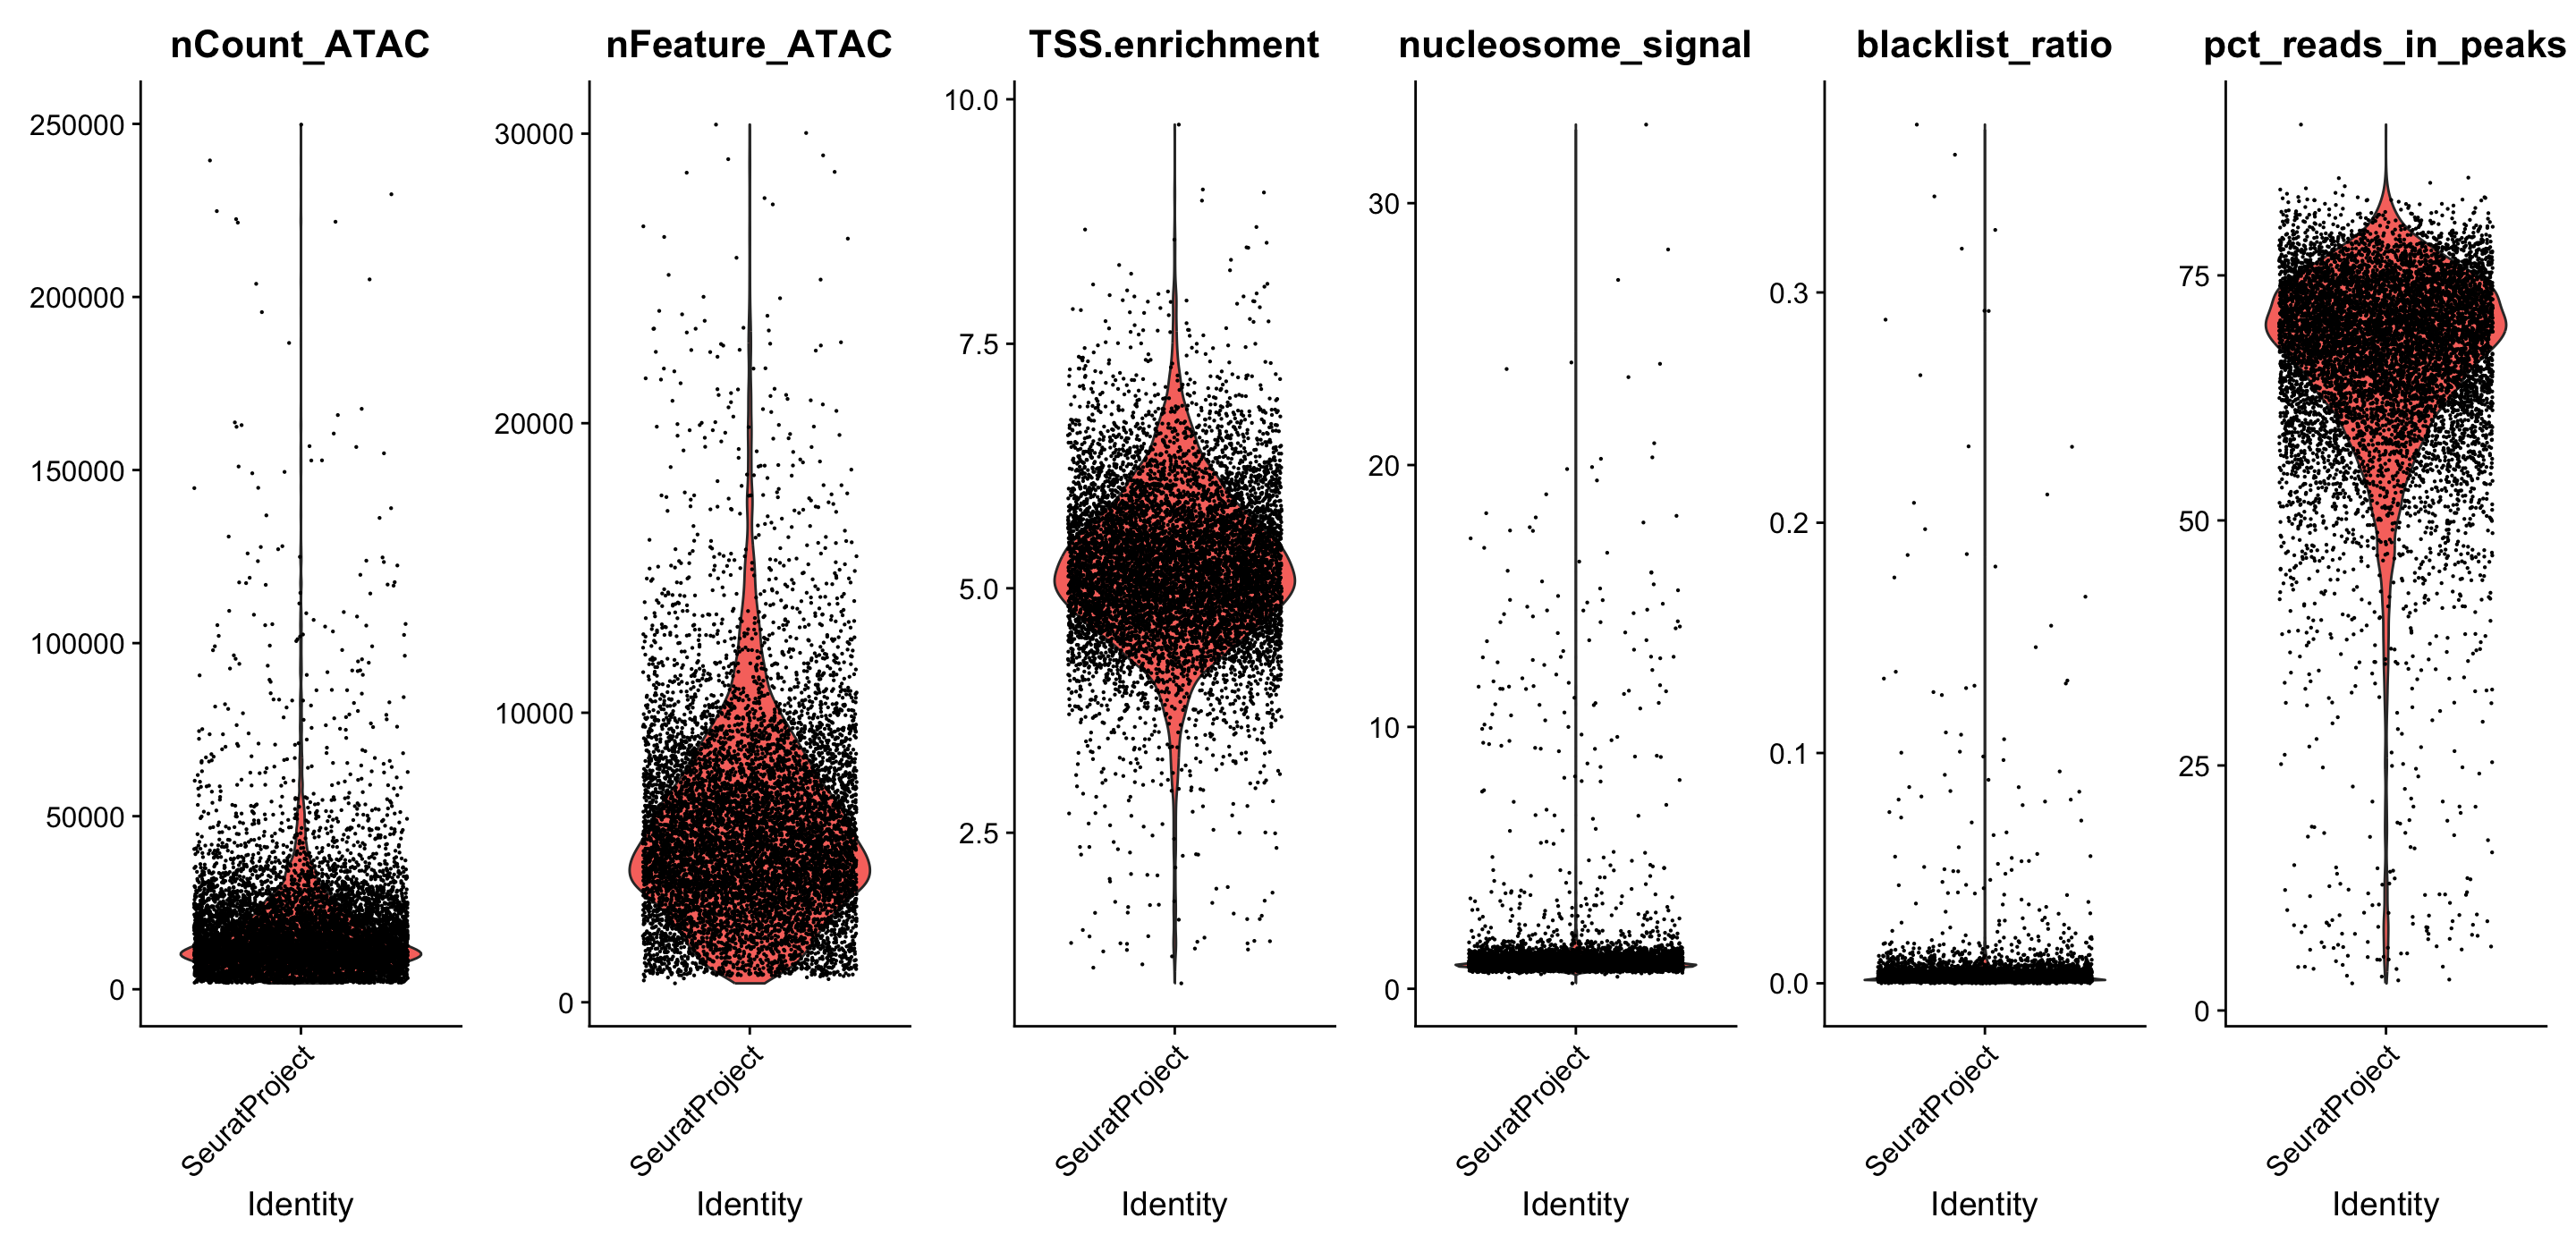 nCount_ATAC
250000
200000
150000
100000
50000
0
SeuratProject
Identity
nFeature_ATAC
30000
20000
10000
0
SeuratProject
Identity
TSS.enrichment
10.0
7.5
5.0
2.5
SeuratProject
Identity
nucleosome_signal
30
20
10
0
SeuratProject
Identity
blacklist_ratio
0.3
0.2
0.1
0.0
SeuratProject
Identity
pct_reads_in_peaks
75
50
25
0
SeuratProject
Identity